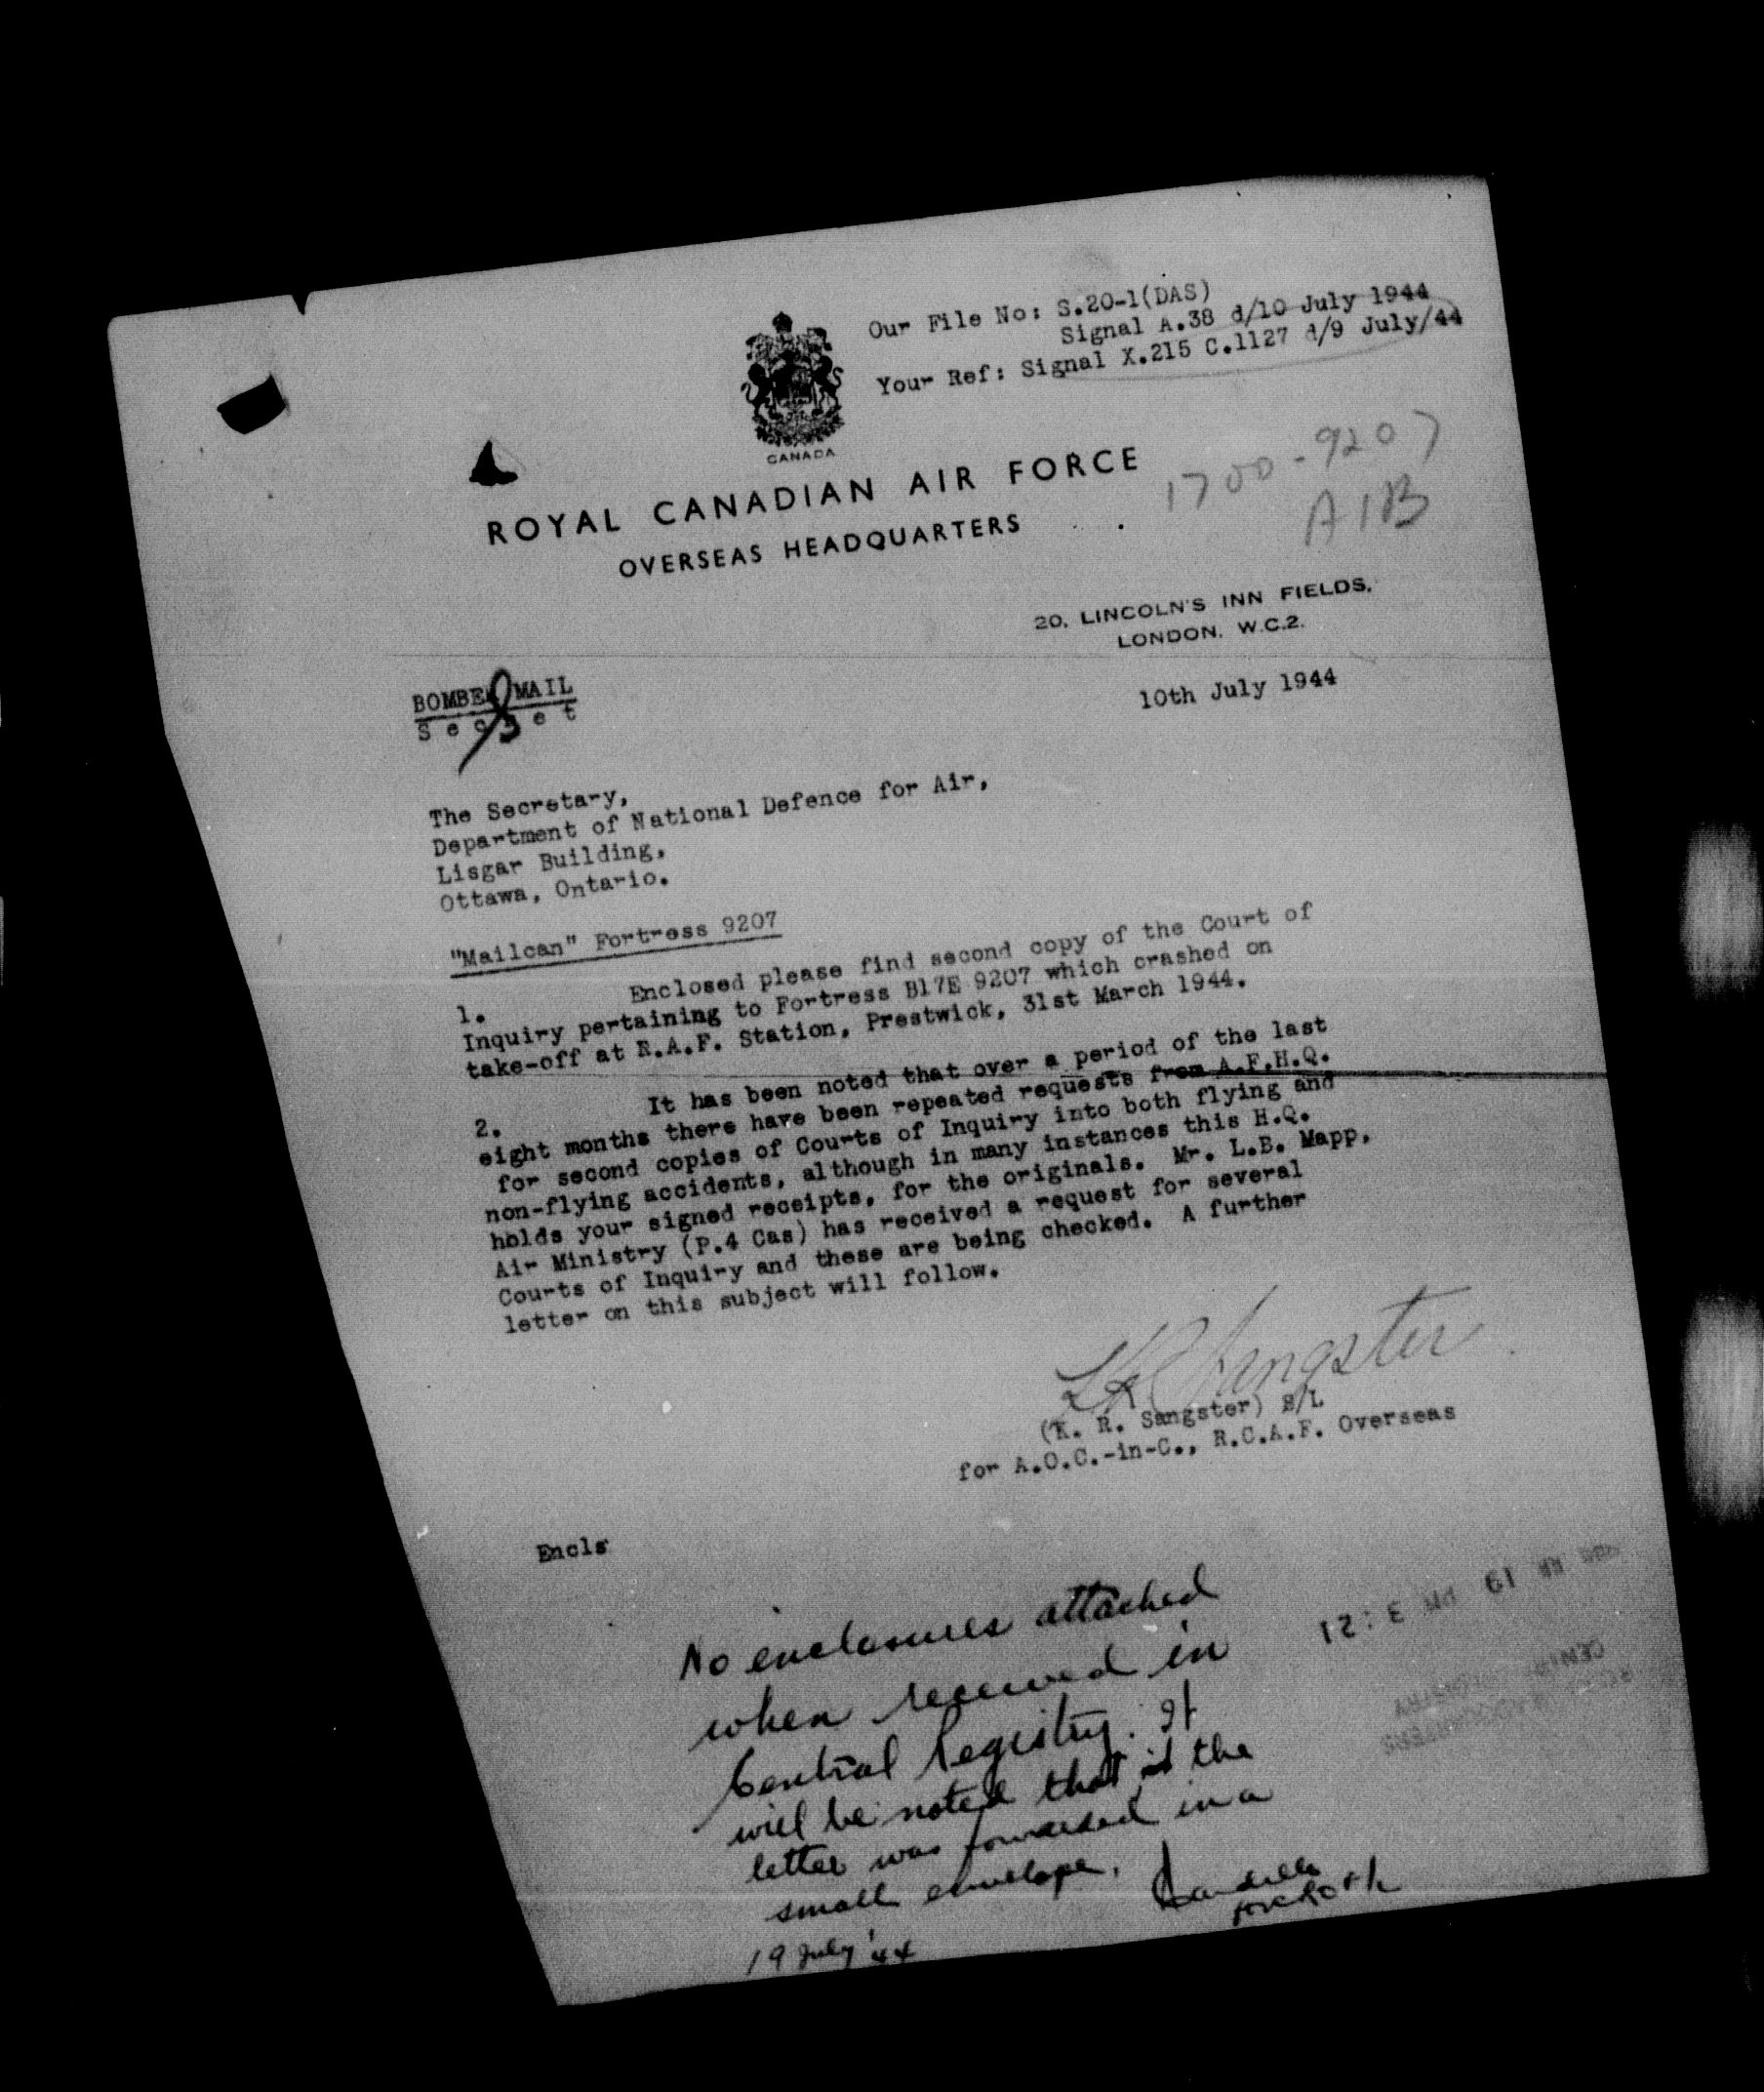 Our File No: S.20-1(DAS)
Signal A.38 d/10 July 1944
Your Ref: Signal X.215 C.1127 d/9 July/44
CANADA
ROYAL CANADIAN AIR FORCE
OVERSEAS HEADQUARTERS
1700-9207
AIB
20, LINCOLN'S INN FIELDS,
LONDON. W.C.2.
10th July 1944
BOMBER MAIL
Secret
The Secretary,
Department of National Defence for Air,
Lisgar Building,
Ottawa, Ontario.
"Mailcan" Fortress 9207
1. Enclosed please find second copy of the Court of
Inquiry pertaining to Fortress B17E 9207 which crashed on
take-off at R.A.F. Station, Prestwick, 31st March 1944.
2. It has been noted that over a period of the last
eight months there have been repeated requests from A.F.H.Q.
for second copies of Courts of Inquiry into both flying and
non-flying accidents, although in many instances this H.Q.
holds your signed receipts, for the originals. Mr. L.B. Mapp,
Air Ministry (P.4 Cas) has received a request for several
Courts of Inquiry and these are being checked. A further
letter on this subject will follow.
Sangster
(K. R. Sangster) S/L
for A.O.C.-in-C., R.C.A.F. Overseas
Encls
No enclosures attached
when received in
Central Registry. It
will be noted that the
letter was forwarded in a
small envelope.
19 July '44
19 PM 3:21